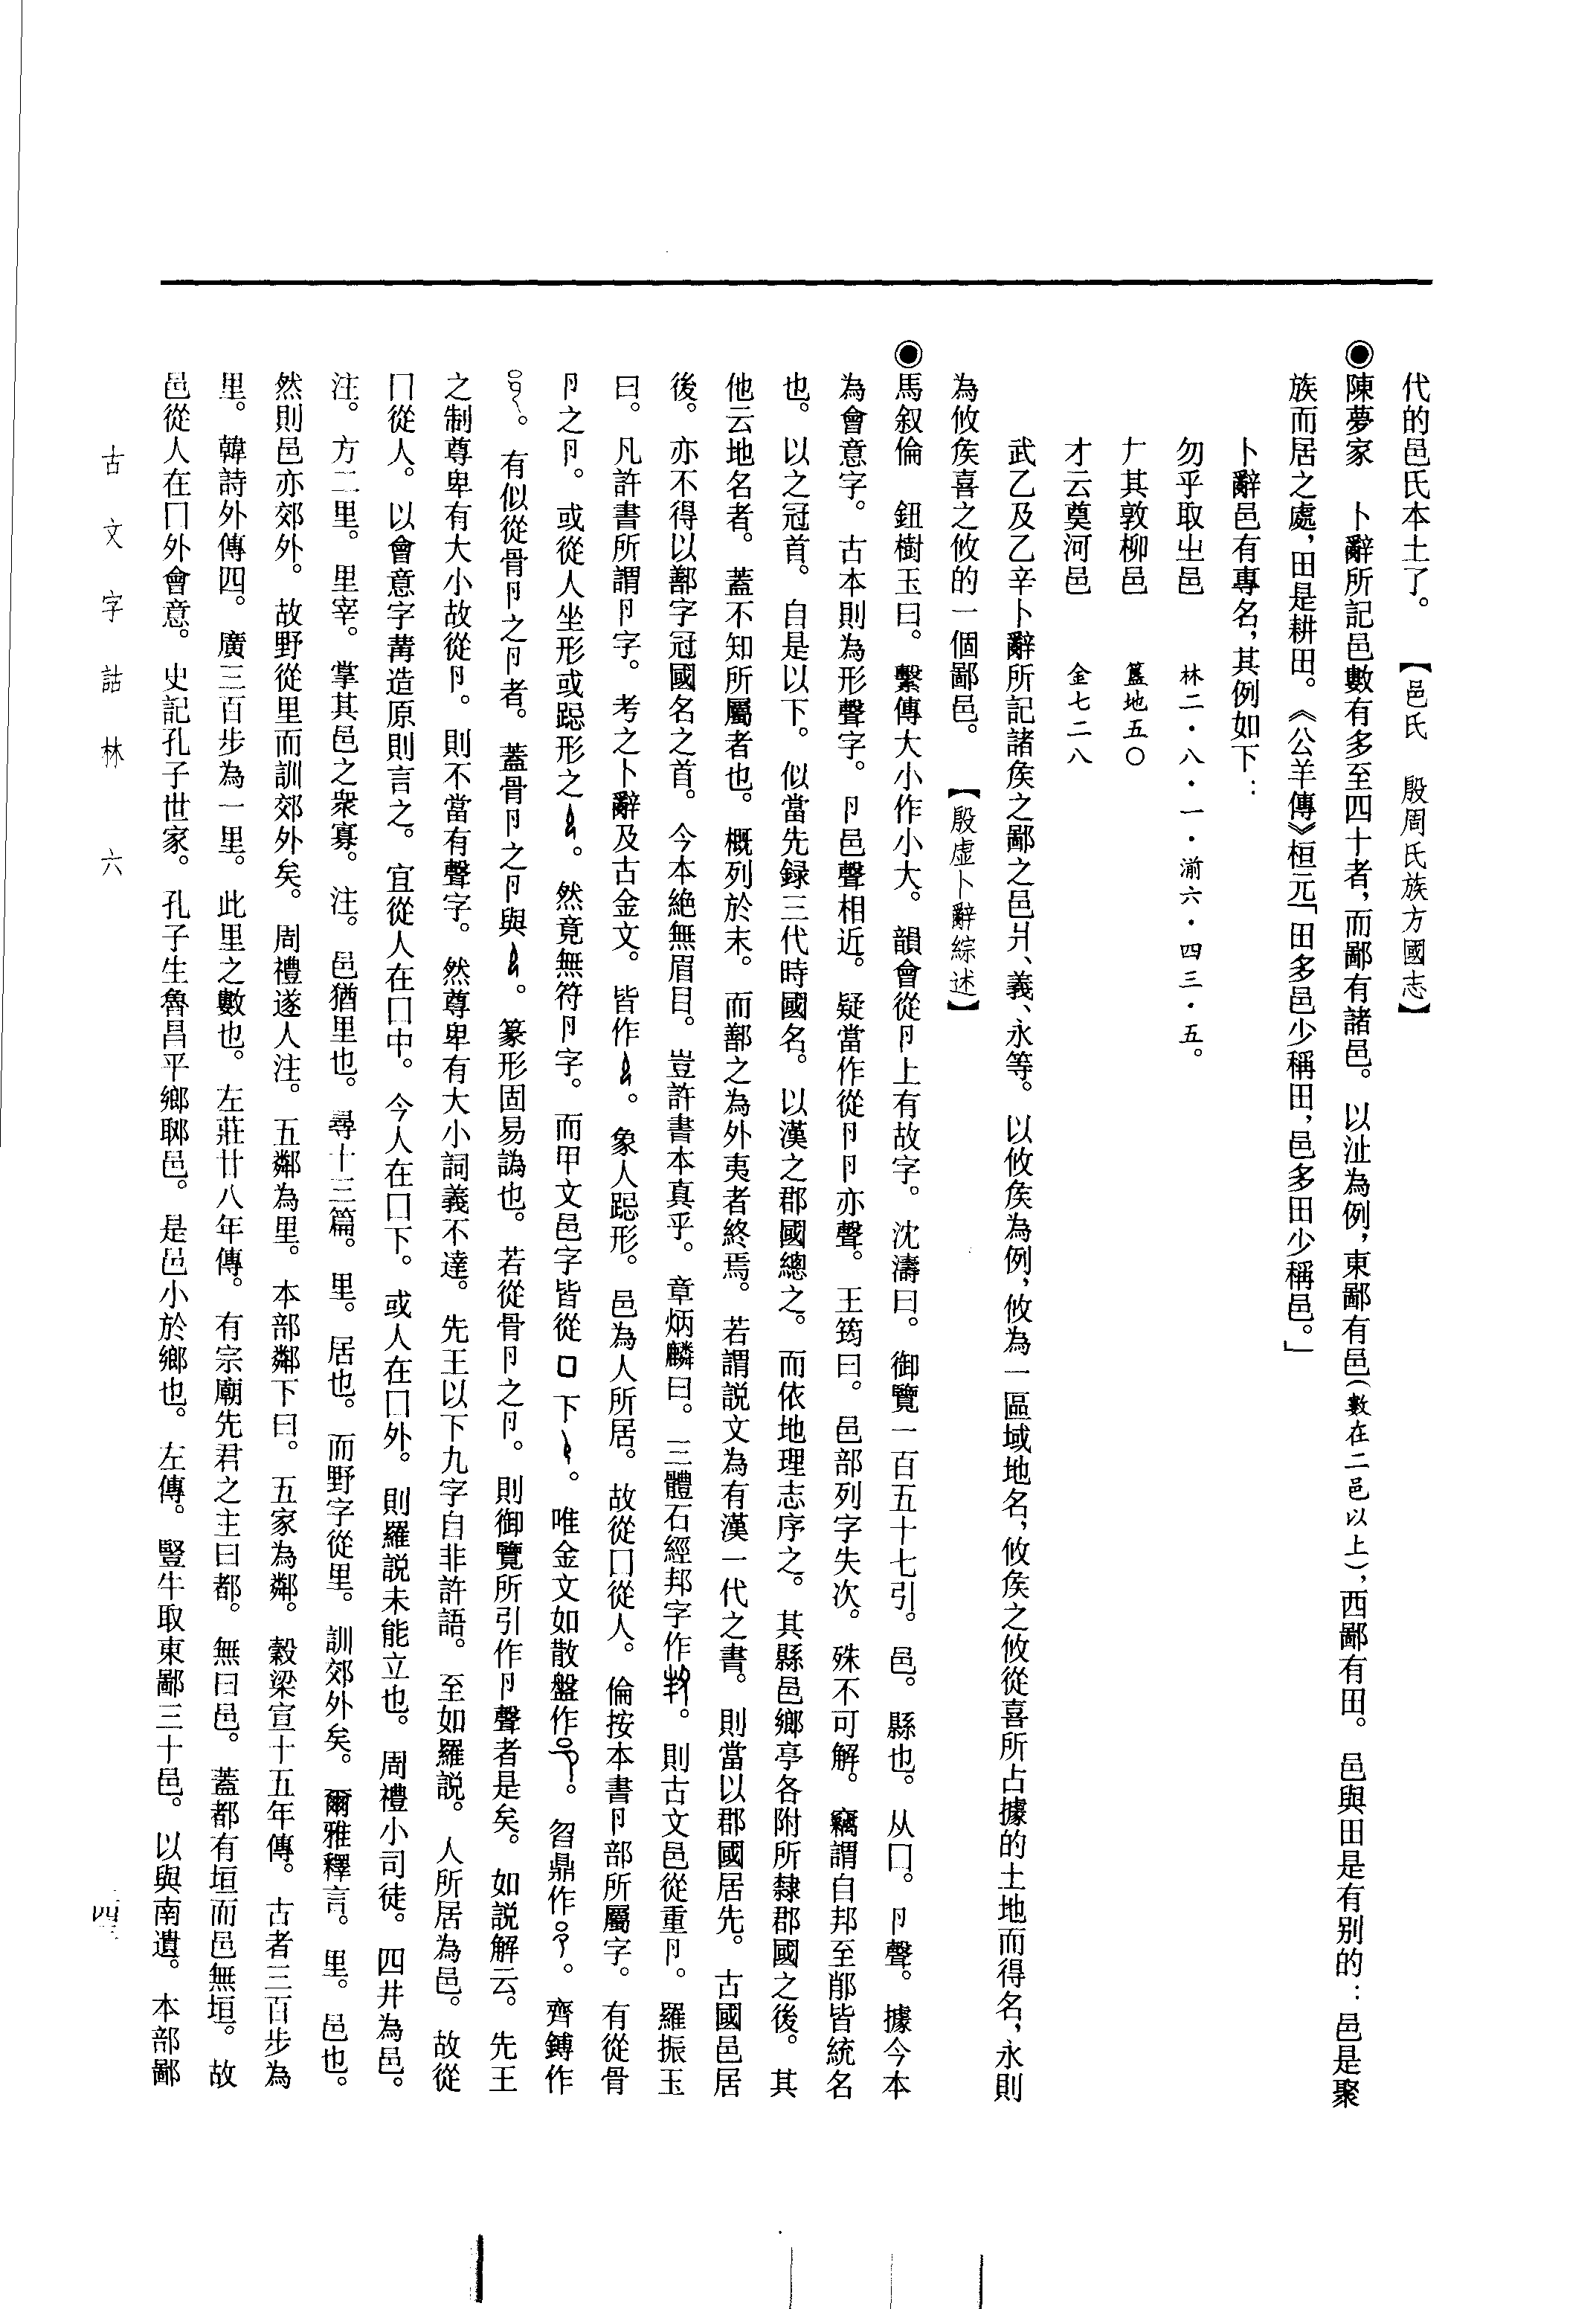 代的邑氏本土了。　【邑氏　殷周氏族方國志】
◉陳夢家　卜辭所記邑數有多至四十者，而鄙有諸邑。以沚為例，東鄙有邑（數在二邑以上），西鄙有田。邑與田是有别的：邑是聚
族而居之處，田是耕田。《公羊傳》桓元「田多邑少稱田，邑多田少稱邑。」
卜辭邑有專名，其例如下：
勿乎取㞢邑　林二・八・一・湔六・四三・五。
𠂇其敦柳邑　簠地五〇
才云奠河邑　金七二八
武乙及乙辛卜辭所記諸矦之鄙之邑爿、義、永等。以攸矦為例，攸為一區域地名，攸矦之攸從喜所占據的土地而得名，永則
為攸矦喜之攸的一個鄙邑。　【殷虛卜辭綜述】
◉馬叙倫　鈕樹玉曰。繫傳大小作小大。韻會從卪上有故字。沈濤曰。御覽一百五十七引。邑。縣也。从囗。卪聲。據今本
為會意字。古本則為形聲字。卪邑聲相近。疑當作從卪卪亦聲。王筠曰。邑部列字失次。殊不可解。竊謂自邦至郁皆統名
也。以之冠首。自是以下。似當先録三代時國名。以漢之郡國總之。而依地理志序之。其縣邑鄉亭各附所隸郡國之後。其
他云地名者。蓋不知所屬者也。概列於末。而鄯之為外夷者終焉。若謂説文為有漢一代之書。則當以郡國居先。古國邑居
後。亦不得以鄯字冠國名之首。今本絶無眉目。豈許書本真乎。章炳麟曰。三體石經邦字作。則古文邑從重卪。羅振玉
曰。凡許書所謂卪字。考之卜辭及古金文。皆作。象人跽形。邑為人所居。故從囗從人。倫按本書卪部所屬字。有從骨
卪之卪。或從人坐形或跽形之。然竟無符卪字。而甲文邑字皆從口下。唯金文如散盤作。曶鼎作。齊鎛作
。有似從骨卪之卪者。蓋骨卪之卪與。篆形固易譌也。若從骨卪之卪。則御覽所引作卪聲者是矣。如説解云。先王
之制尊卑有大小故從卪。則不當有聲字。然尊卑有大小詞義不達。先王以下九字自非許語。至如羅説。人所居為邑。故從
囗從人。以會意字冓造原則言之。宜從人在囗中。今人在囗下。或人在囗外。則羅説未能立也。周禮小司徒。四井為邑。
注。方二里。里宰。掌其邑之衆寡。注。邑猶里也。尋十三篇。里。居也。而野字從里。訓郊外矣。爾雅釋言。里。邑也。
然則邑亦郊外。故野從里而訓郊外矣。周禮遂人注。五鄰為里。本部鄰下曰。五家為鄰。穀梁宣十五年傳。古者三百步為
里。韓詩外傳四。廣三百步為一里。此里之數也。左莊廿八年傳。有宗廟先君之主曰都。無曰邑。蓋都有垣而邑無垣。故
邑從人在囗外會意。史記孔子世家。孔子生魯昌平鄉郰邑。是邑小於鄉也。左傳。豎牛取東鄙三十邑。以與南遺。本部鄙
古文字詁林　六